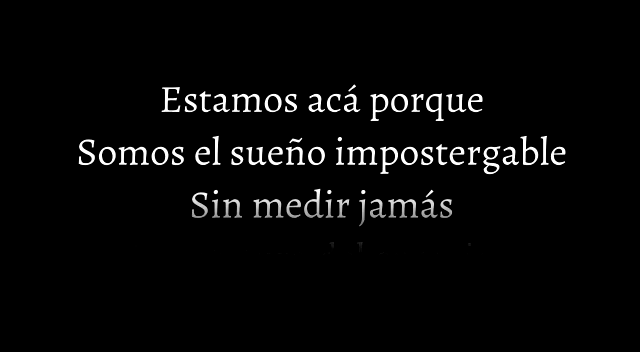 Estamos acá porque
Somos el sueño impostergable
Sin medir jamás